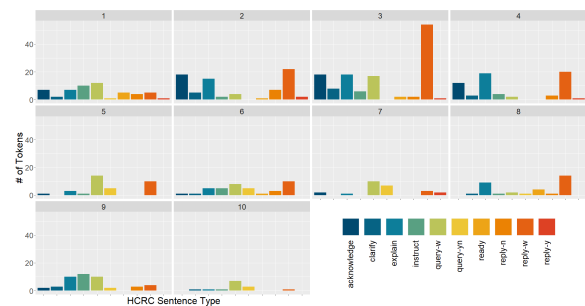 1
2
3
4
40
20
0
5
6
7
8
40
20
0
9
10
40
20
0
# of Tokens
HCRC Sentence Type
acknowledge
clarify
explain
instruct
query-w
query-yn
ready
reply-n
reply-w
reply-y